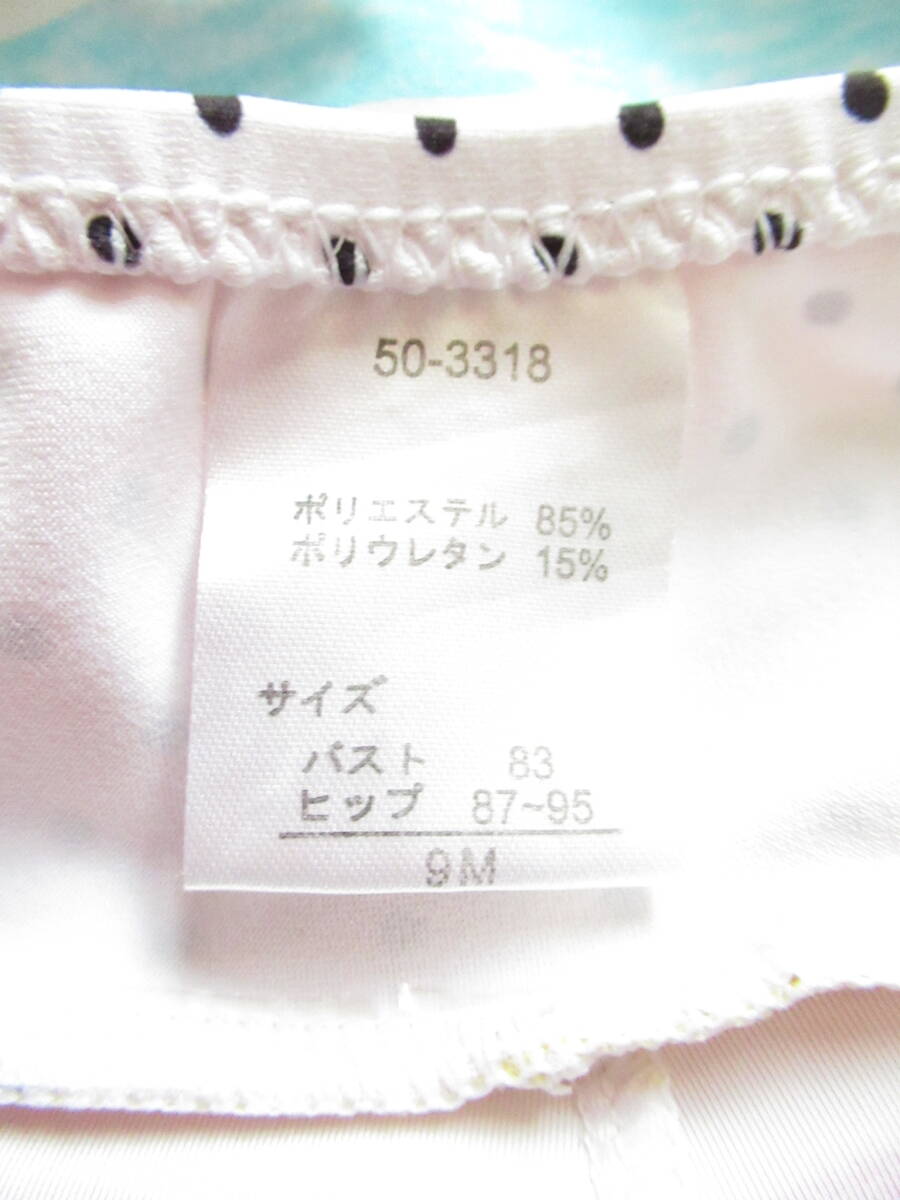 50-3318
ポリエステル 85%
ポリウレタン 15%
サイズ
バスト 83
ヒップ 87~95
9M